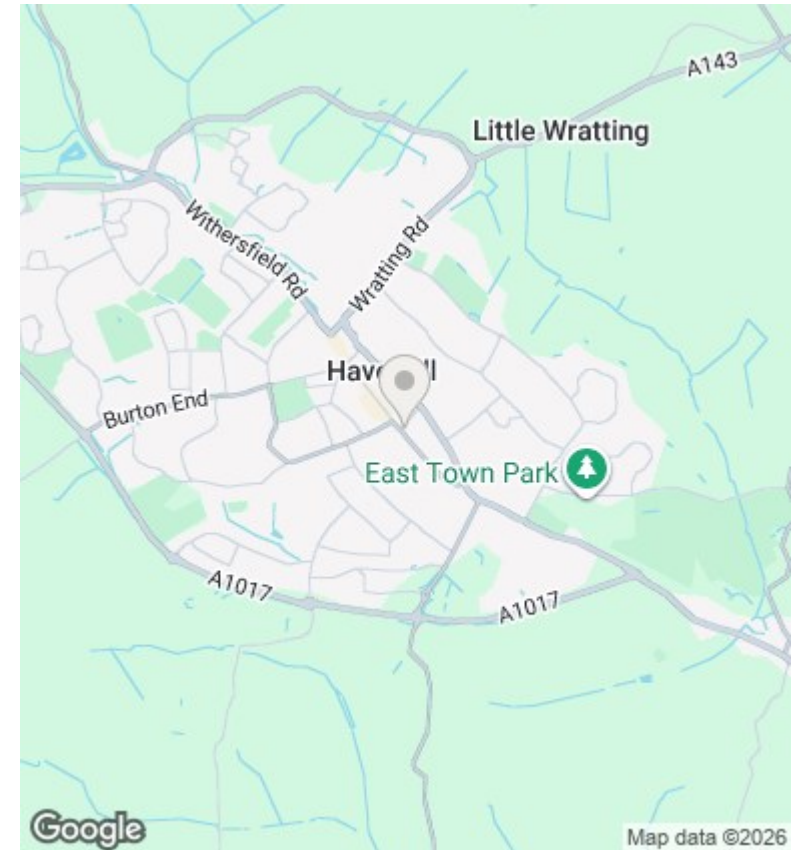 A143
Little Wratting
Withersfield Rd
Wratting Rd
Burton End
East Town Park
A1017
A1017
Google
Map data ©2026